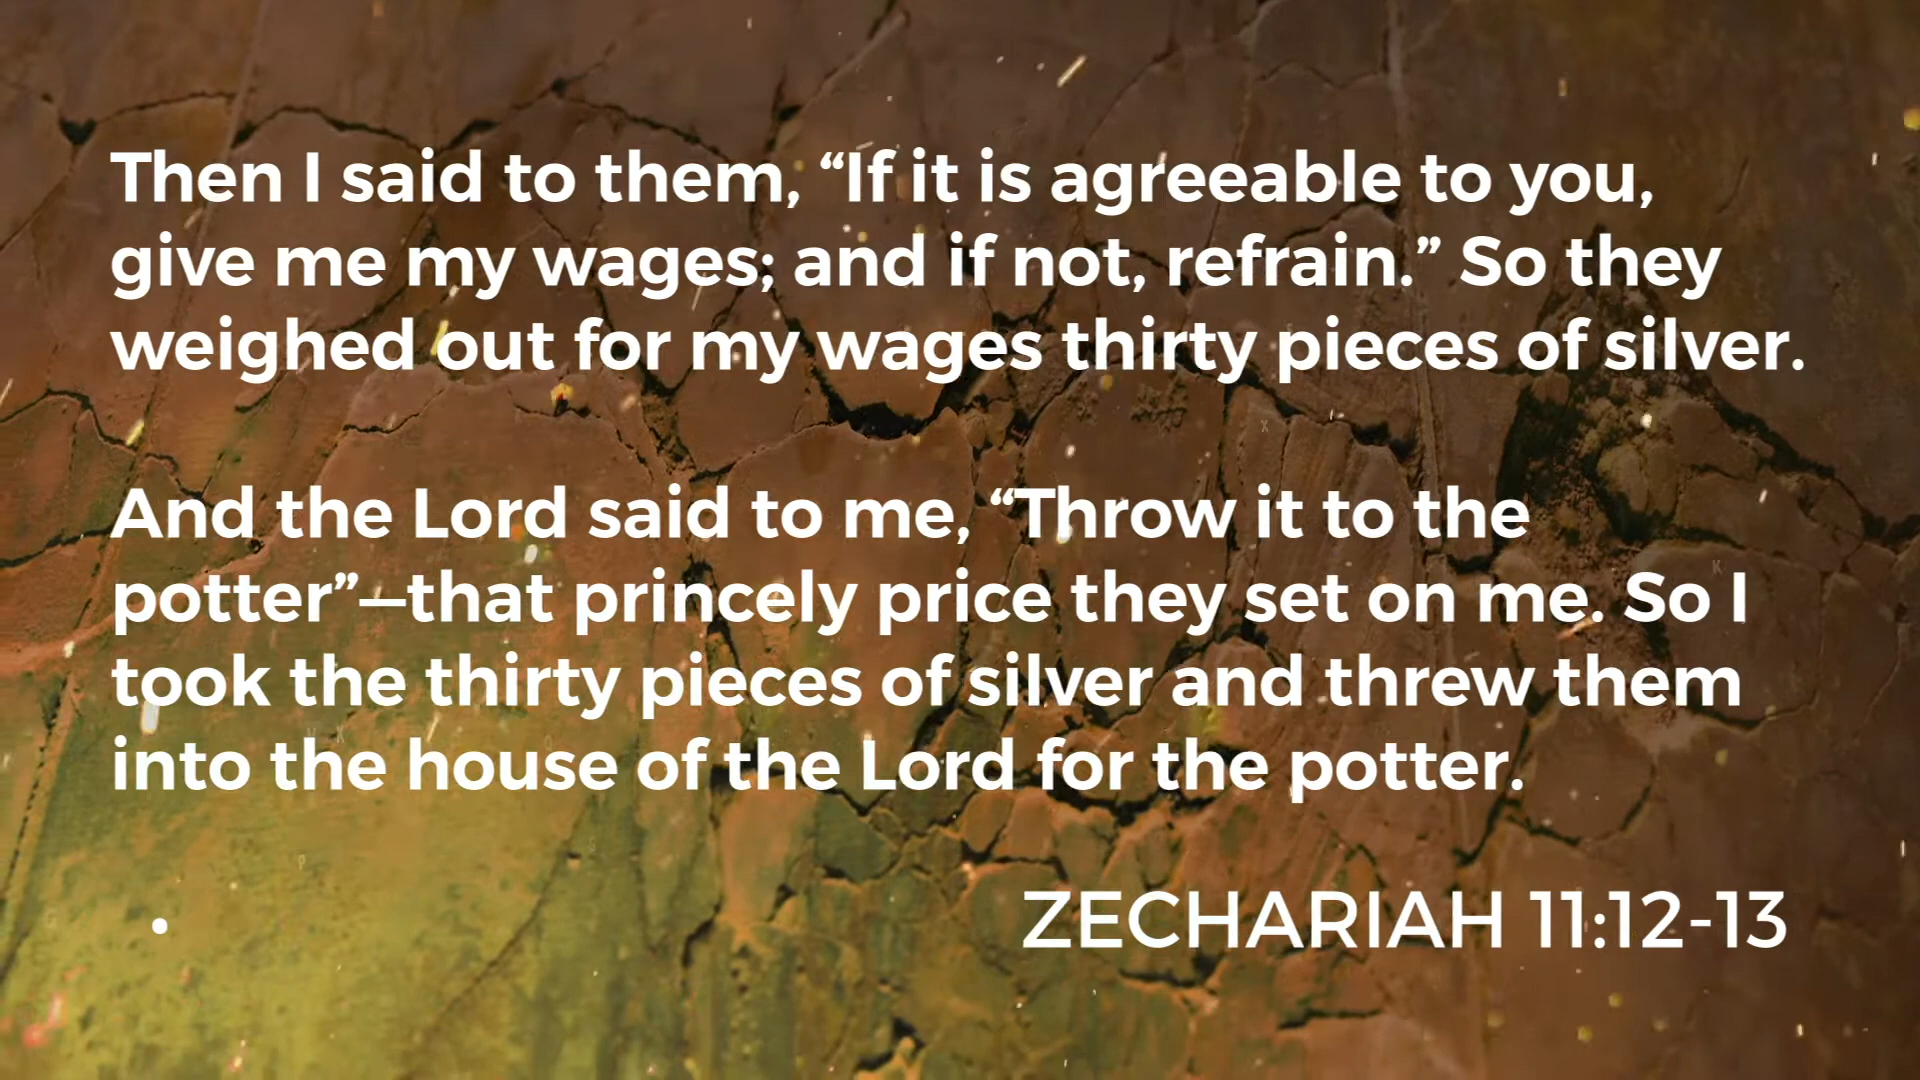 Then I said to them, “If it is agreeable to you,
give me my wages; and if not, refrain.” So they
weighed out for my wages thirty pieces of silver.
And the Lord said to me, “Throw it to the
potter”—that princely price they set on me. So I
took the thirty pieces of silver and threw them
into the house of the Lord for the potter.
• ZECHARIAH 11:12-13